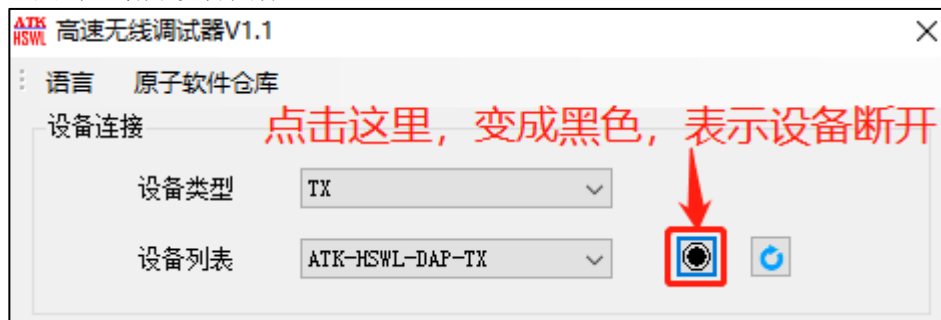 ATK
HSWL 高速无线调试器V1.1
语言 原子软件仓库
设备连接
点击这里，变成黑色，表示设备断开
设备类型 TX
设备列表 ATK-HSWL-DAP-TX